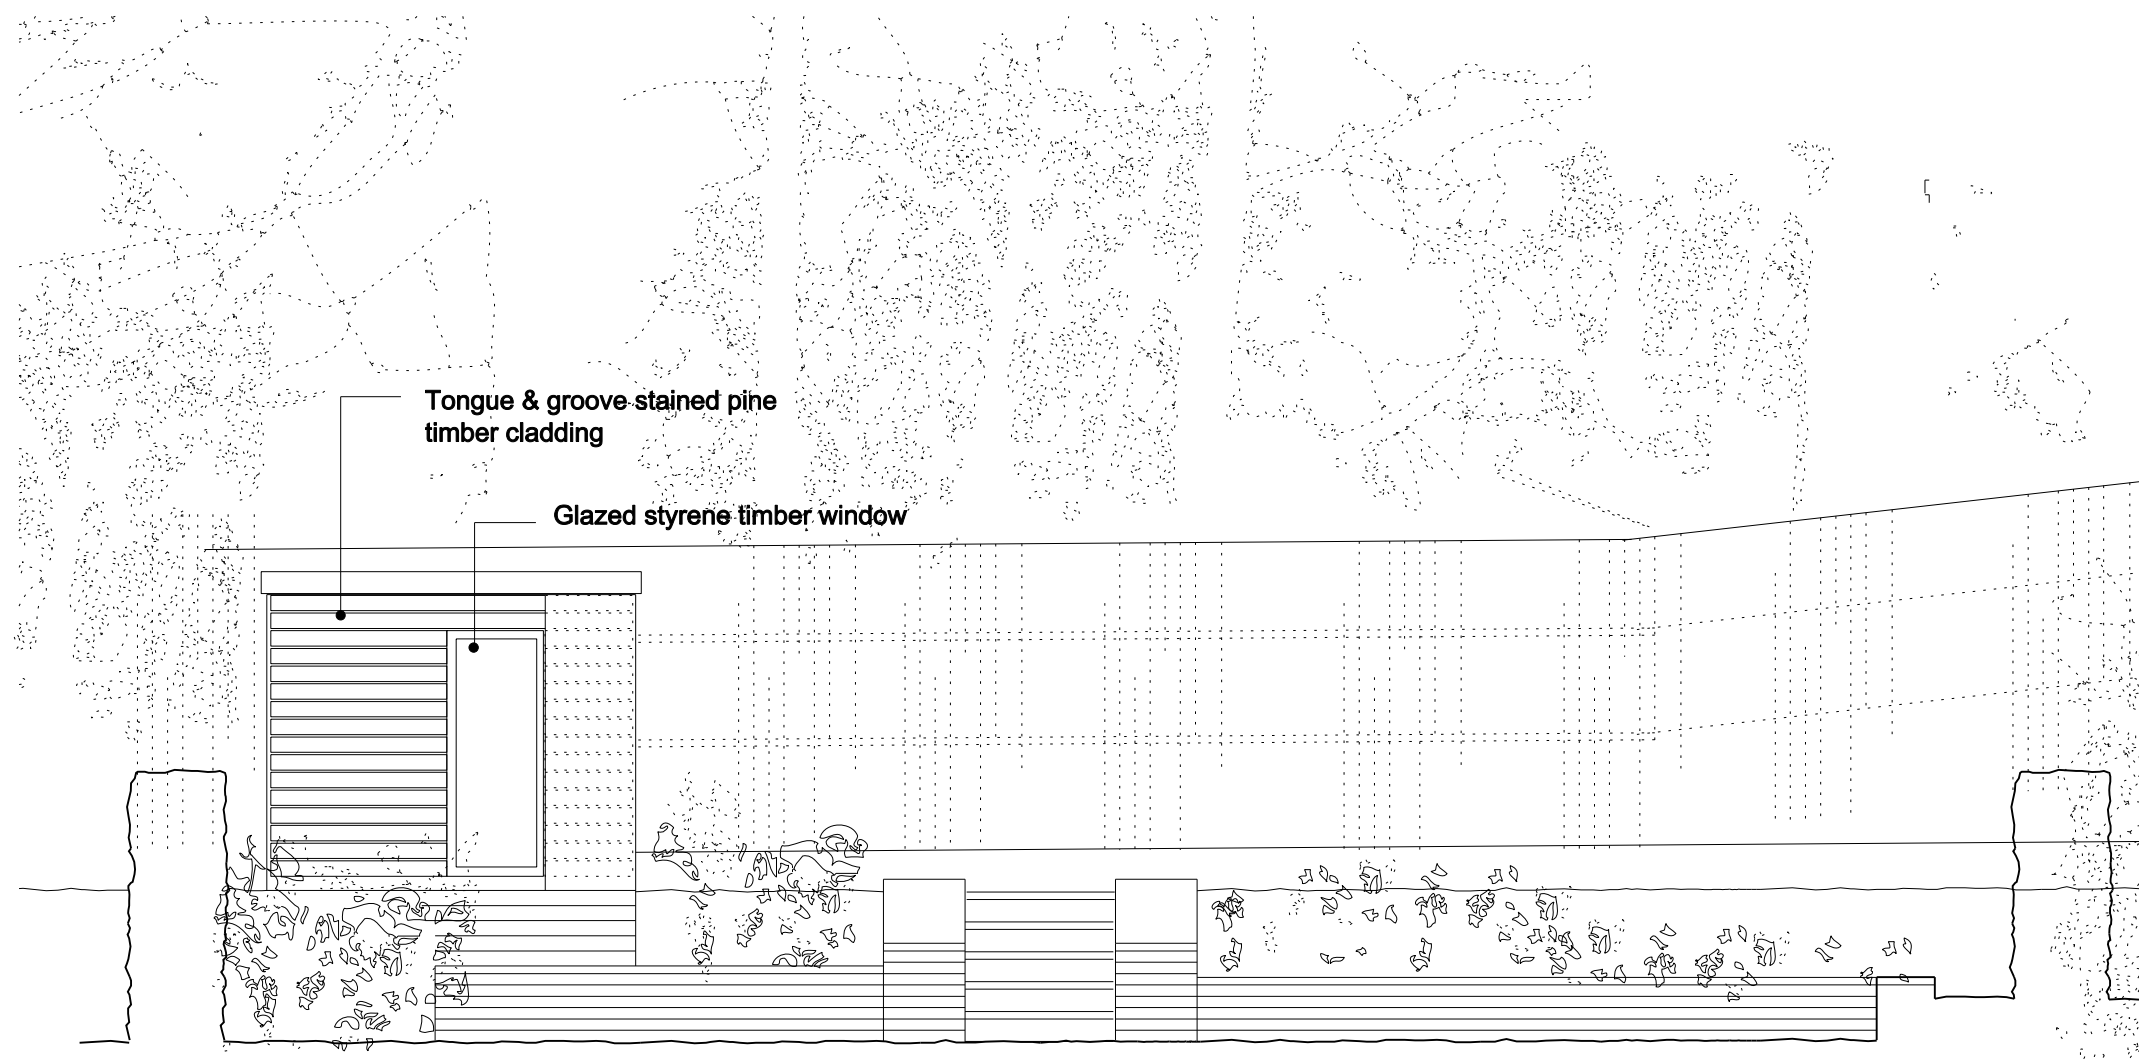 Tongue & groove stained pine
timber cladding
Glazed styrene timber window